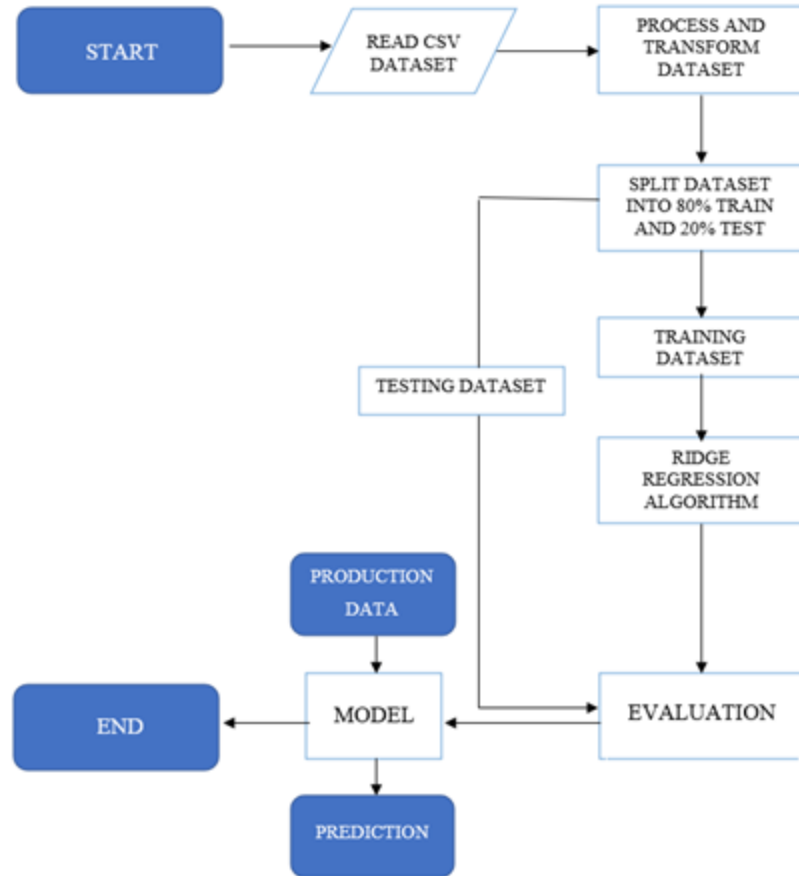 START
READ CSV
DATASET
PROCESS AND
TRANSFORM
DATASET
SPLIT DATASET
INTO 80% TRAIN
AND 20% TEST
TRAINING
DATASET
TESTING DATASET
RIDGE
REGRESSION
ALGORITHM
PRODUCTION
DATA
END
MODEL
EVALUATION
PREDICTION